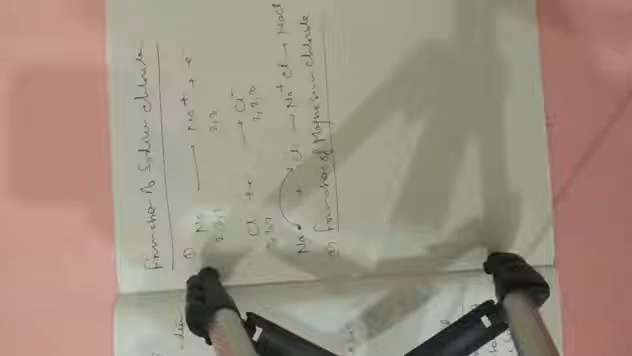 Formation of Sodium chloride
① Na ⟶ Na⁺ + e⁻
2,8,1 2,8
Cl + e⁻ ⟶ Cl⁻
2,8,7 2,8,8
Na + Cl ⟶ Na⁺ Cl⁻ → NaCl
② Formation of Magnesium chloride